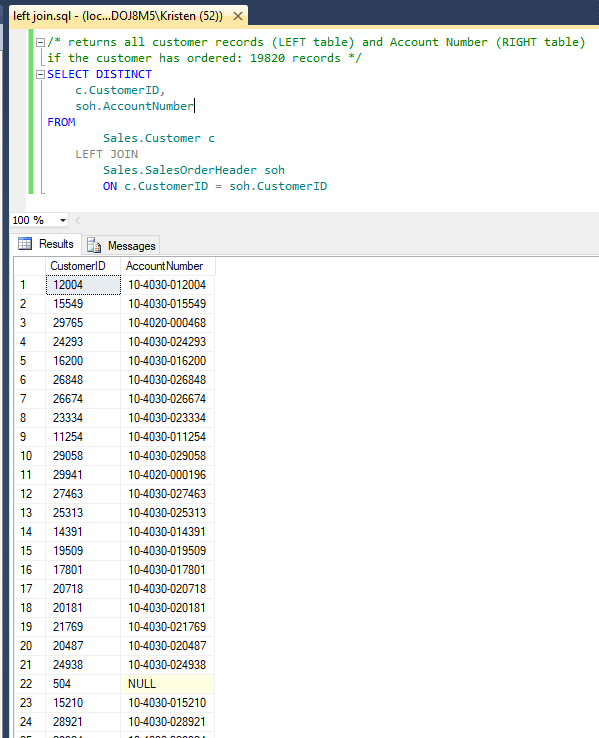 left join.sql - (loc...DOJ8M5\Kristen (52))
/* returns all customer records (LEFT table) and Account Number (RIGHT table)
if the customer has ordered: 19820 records */
SELECT DISTINCT
c.CustomerID,
soh.AccountNumber
FROM
Sales.Customer c
LEFT JOIN
Sales.SalesOrderHeader soh
ON c.CustomerID = soh.CustomerID
100 %
Results Messages
CustomerID AccountNumber
1 12004 10-4030-012004
2 15549 10-4030-015549
3 29765 10-4020-000468
4 24293 10-4030-024293
5 16200 10-4030-016200
6 26848 10-4030-026848
7 26674 10-4030-026674
8 23334 10-4030-023334
9 11254 10-4030-011254
10 29058 10-4030-029058
11 29941 10-4020-000196
12 27463 10-4030-027463
13 25313 10-4030-025313
14 14391 10-4030-014391
15 19509 10-4030-019509
16 17801 10-4030-017801
17 20718 10-4030-020718
18 20181 10-4030-020181
19 21769 10-4030-021769
20 20487 10-4030-020487
21 24938 10-4030-024938
22 504 NULL
23 15210 10-4030-015210
24 28921 10-4030-028921